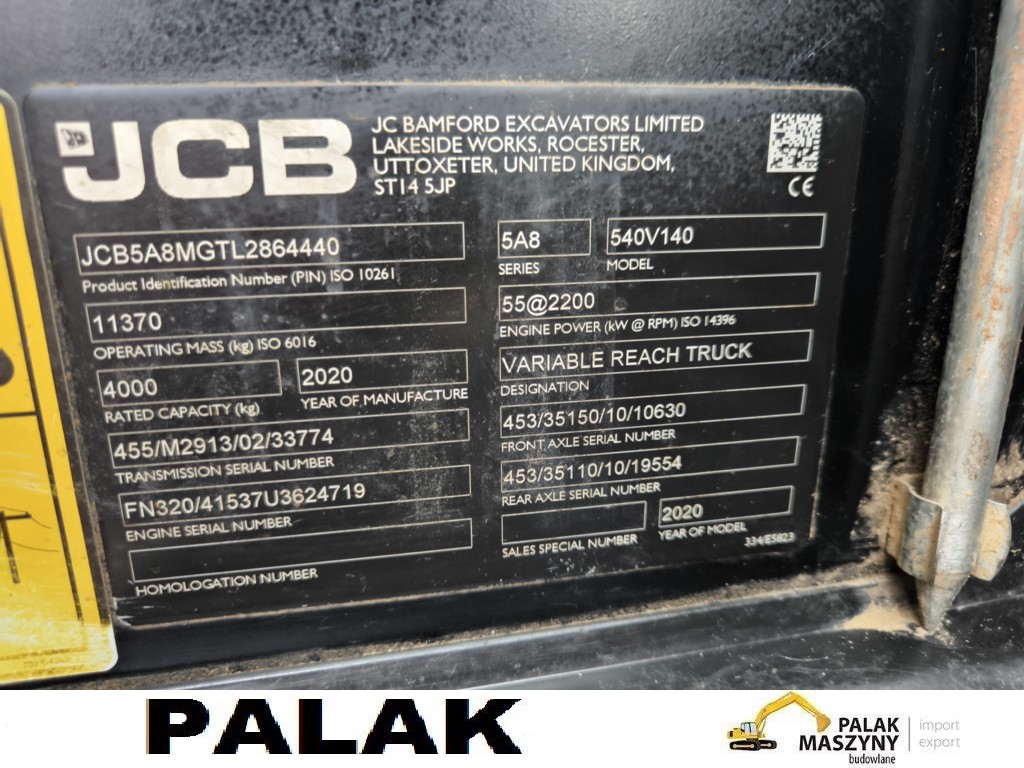 JCB
JC BAMFORD EXCAVATORS LIMITED
LAKESIDE WORKS, ROCESTER,
UTTOXETER, UNITED KINGDOM,
ST14 5JP
CE
JCB5A8MGTL2864440
Product Identification Number (PIN) ISO 10261
11370
OPERATING MASS (kg) ISO 6016
4000
RATED CAPACITY (kg)
2020
YEAR OF MANUFACTURE
455/M2913/02/33774
TRANSMISSION SERIAL NUMBER
FN320/41537U3624719
ENGINE SERIAL NUMBER
HOMOLOGATION NUMBER
5A8
SERIES
540V140
MODEL
55@2200
ENGINE POWER (kW @ RPM) ISO 14396
VARIABLE REACH TRUCK
DESIGNATION
453/35150/10/10630
FRONT AXLE SERIAL NUMBER
453/35110/10/19554
REAR AXLE SERIAL NUMBER
SALES SPECIAL NUMBER
2020
YEAR OF MODEL
334/E5823
PALAK
PALAK
MASZYNY
budowlane
import
export